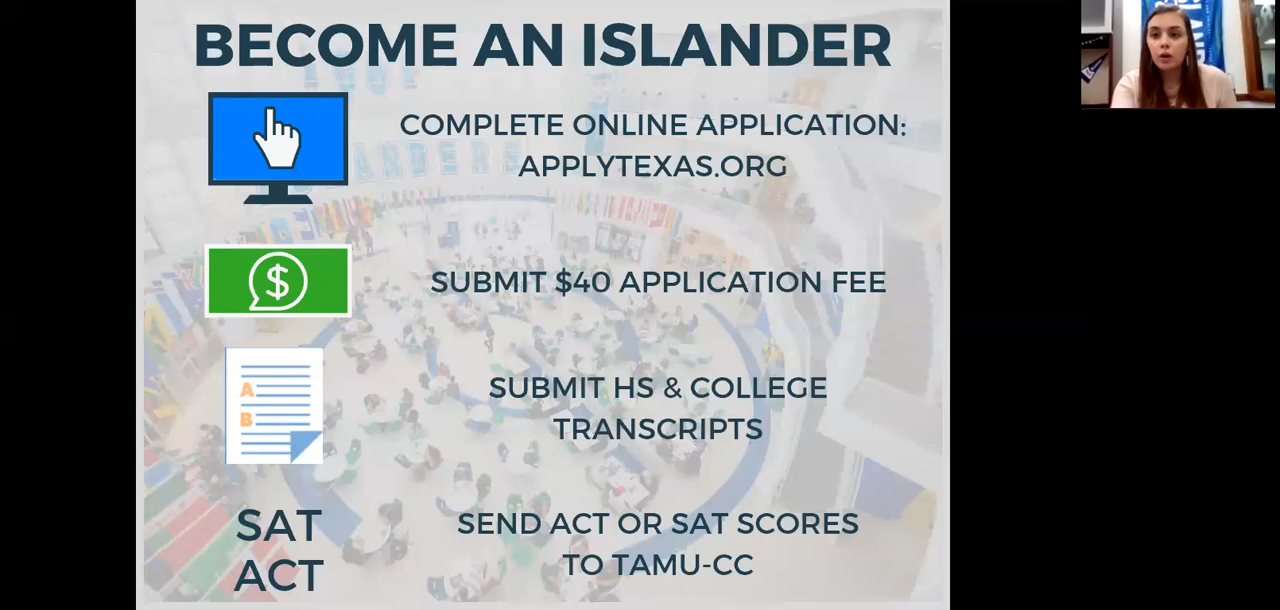 BECOME AN ISLANDER
COMPLETE ONLINE APPLICATION:
APPLYTEXAS.ORG
$
SUBMIT $40 APPLICATION FEE
A
B
SUBMIT HS & COLLEGE
TRANSCRIPTS
SAT
ACT
SEND ACT OR SAT SCORES
TO TAMU-CC
ISLANDERS